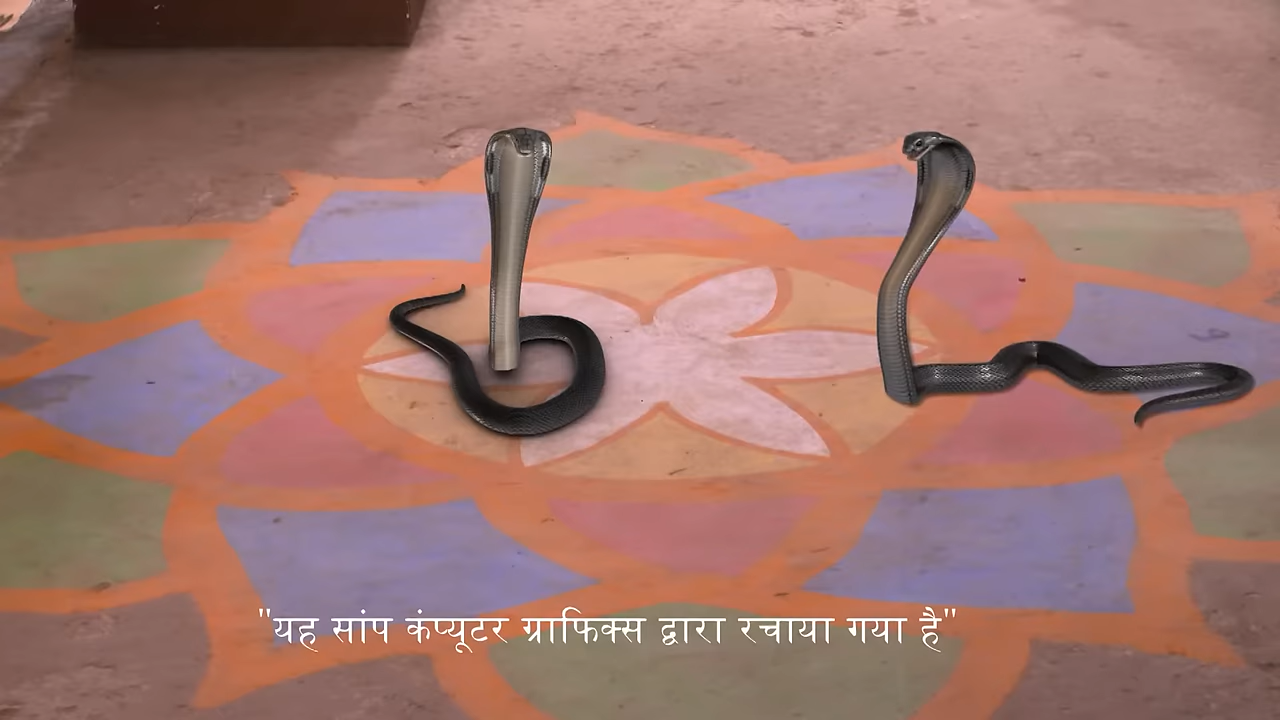 "यह सांप कंप्यूटर ग्राफिक्स द्वारा रचाया गया है"